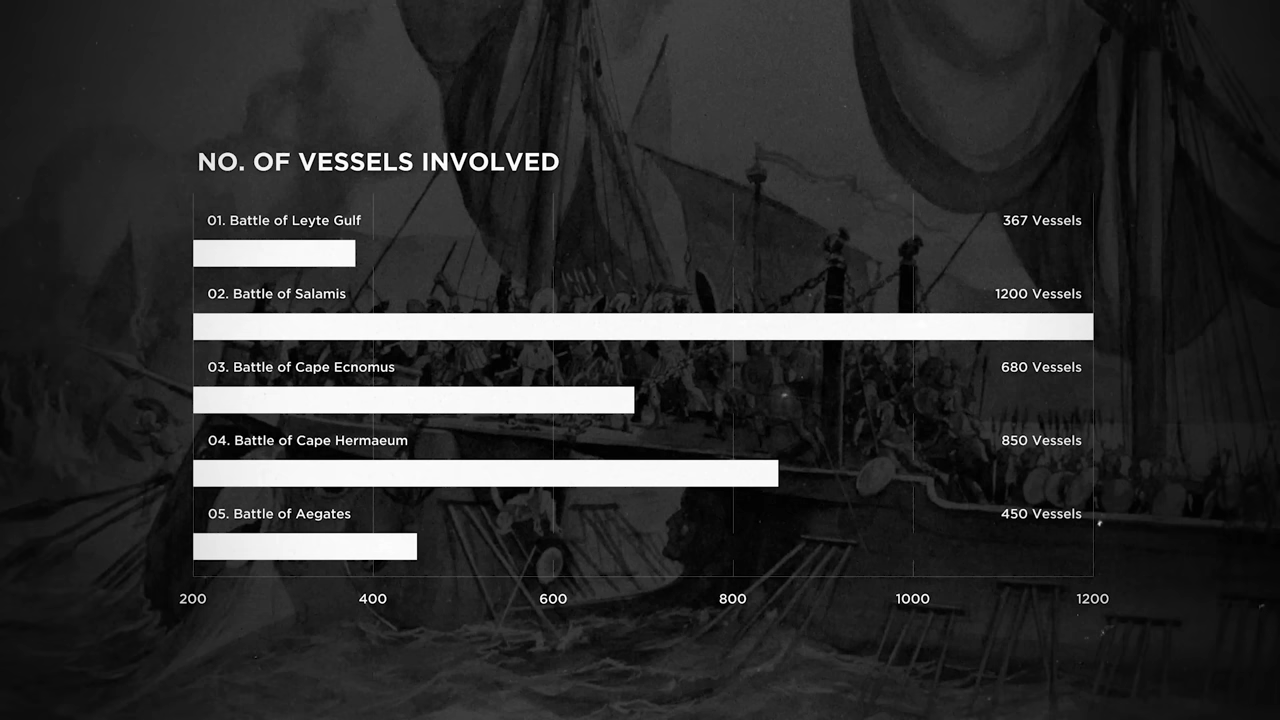 NO. OF VESSELS INVOLVED
01. Battle of Leyte Gulf 367 Vessels
02. Battle of Salamis 1200 Vessels
03. Battle of Cape Ecnomus 680 Vessels
04. Battle of Cape Hermaeum 850 Vessels
05. Battle of Aegates 450 Vessels
200 400 600 800 1000 1200